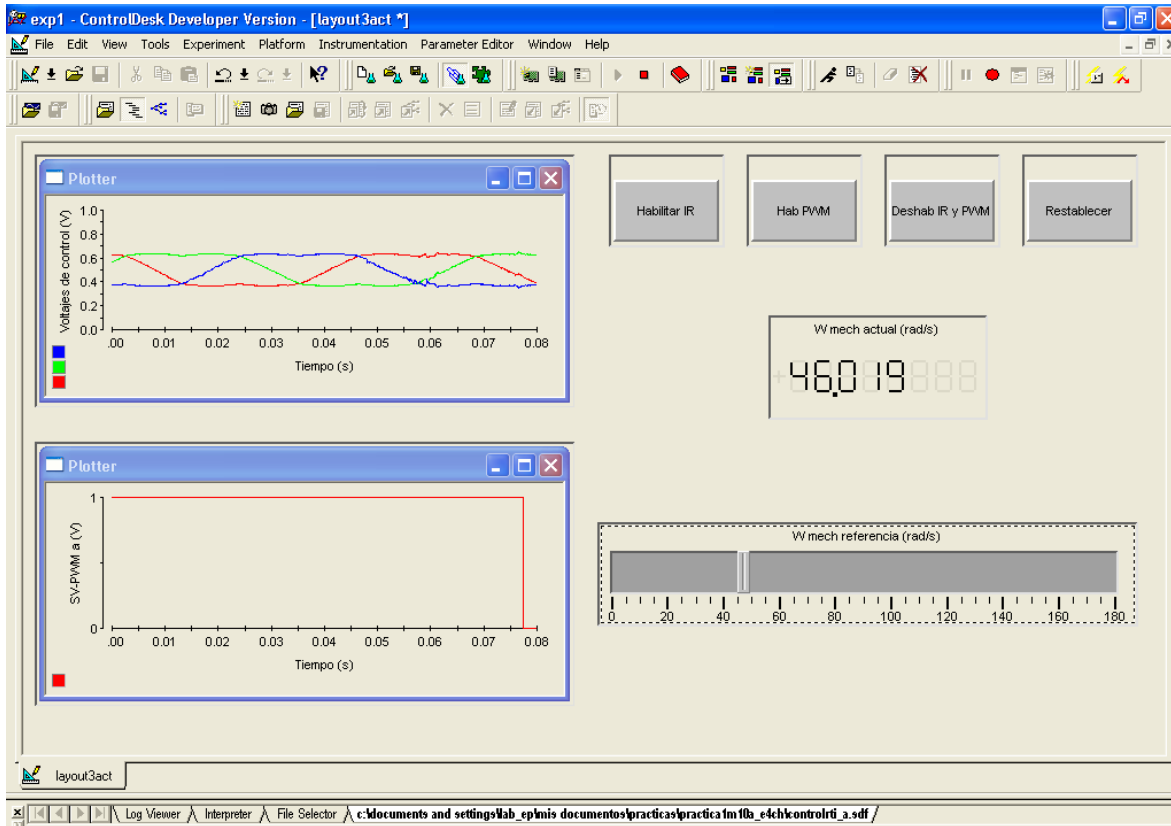 exp1 - ControlDesk Developer Version - [layout3act *]
File Edit View Tools Experiment Platform Instrumentation Parameter Editor Window Help
Plotter
Voltajes de control (V)
1.0
0.8
0.6
0.4
0.2
0.0
.00 0.01 0.02 0.03 0.04 0.05 0.06 0.07 0.08
Tiempo (s)
Habilitar IR
Hab PWM
Deshab IR y PWM
Restablecer
W mech actual (rad/s)
+46.019
Plotter
SV-PWM a (V)
1
0
.00 0.01 0.02 0.03 0.04 0.05 0.06 0.07 0.08
Tiempo (s)
W mech referencia (rad/s)
0 20 40 60 80 100 120 140 160 180
layout3act
Log Viewer Interpreter File Selector c:\documents and settings\lab_ep\mis documentos\practicas\practica1m10a_e4ch\controlrti_a.sdf